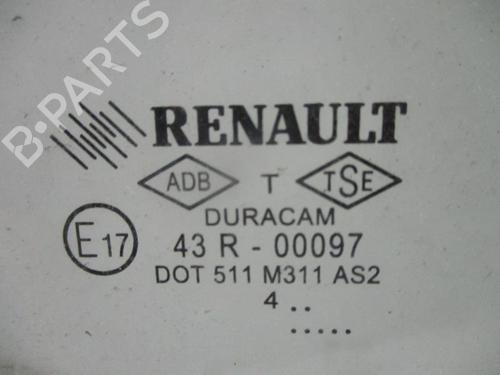 B-PARTS
RENAULT
ADB T TSE
DURACAM
E17 43 R - 00097
DOT 511 M311 AS2
4 ..
.....